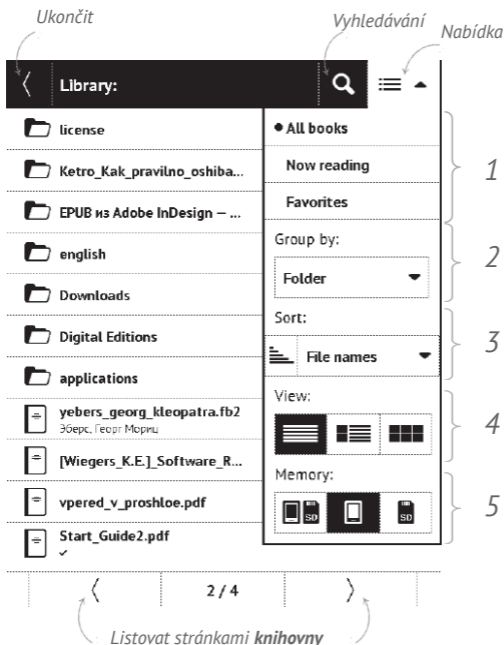 Ukončit
Vyhledávání
Nabídka
Library:
license
Ketro_Kak_pravilno_oshiba...
EPUB из Adobe InDesign — ...
english
Downloads
Digital Editions
applications
yebers_georg_kleopatra.fb2
Эберс, Георг Мориц
[Wiegers_K.E.]_Software_R...
vpered_v_proshloe.pdf
Start_Guide2.pdf
All books
Now reading
Favorites
1
Group by:
Folder
2
Sort:
File names
3
View:
4
Memory:
SD
SD
5
2 / 4
Listovat stránkami knihovny